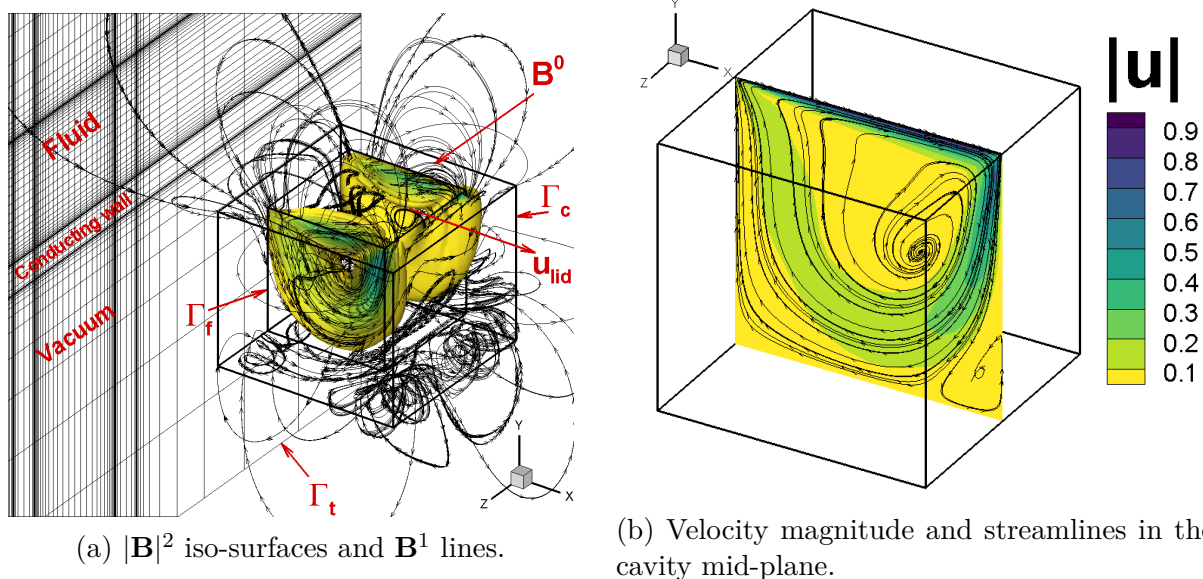 Fluid
Conducting wall
Vacuum
B⁰
Γc
u_lid
Γf
Γt
Y
Z
X
(a) |B|² iso-surfaces and B¹ lines.
Y
X
Z
|u|
0.9
0.8
0.7
0.6
0.5
0.4
0.3
0.2
0.1
(b) Velocity magnitude and streamlines in the
cavity mid-plane.